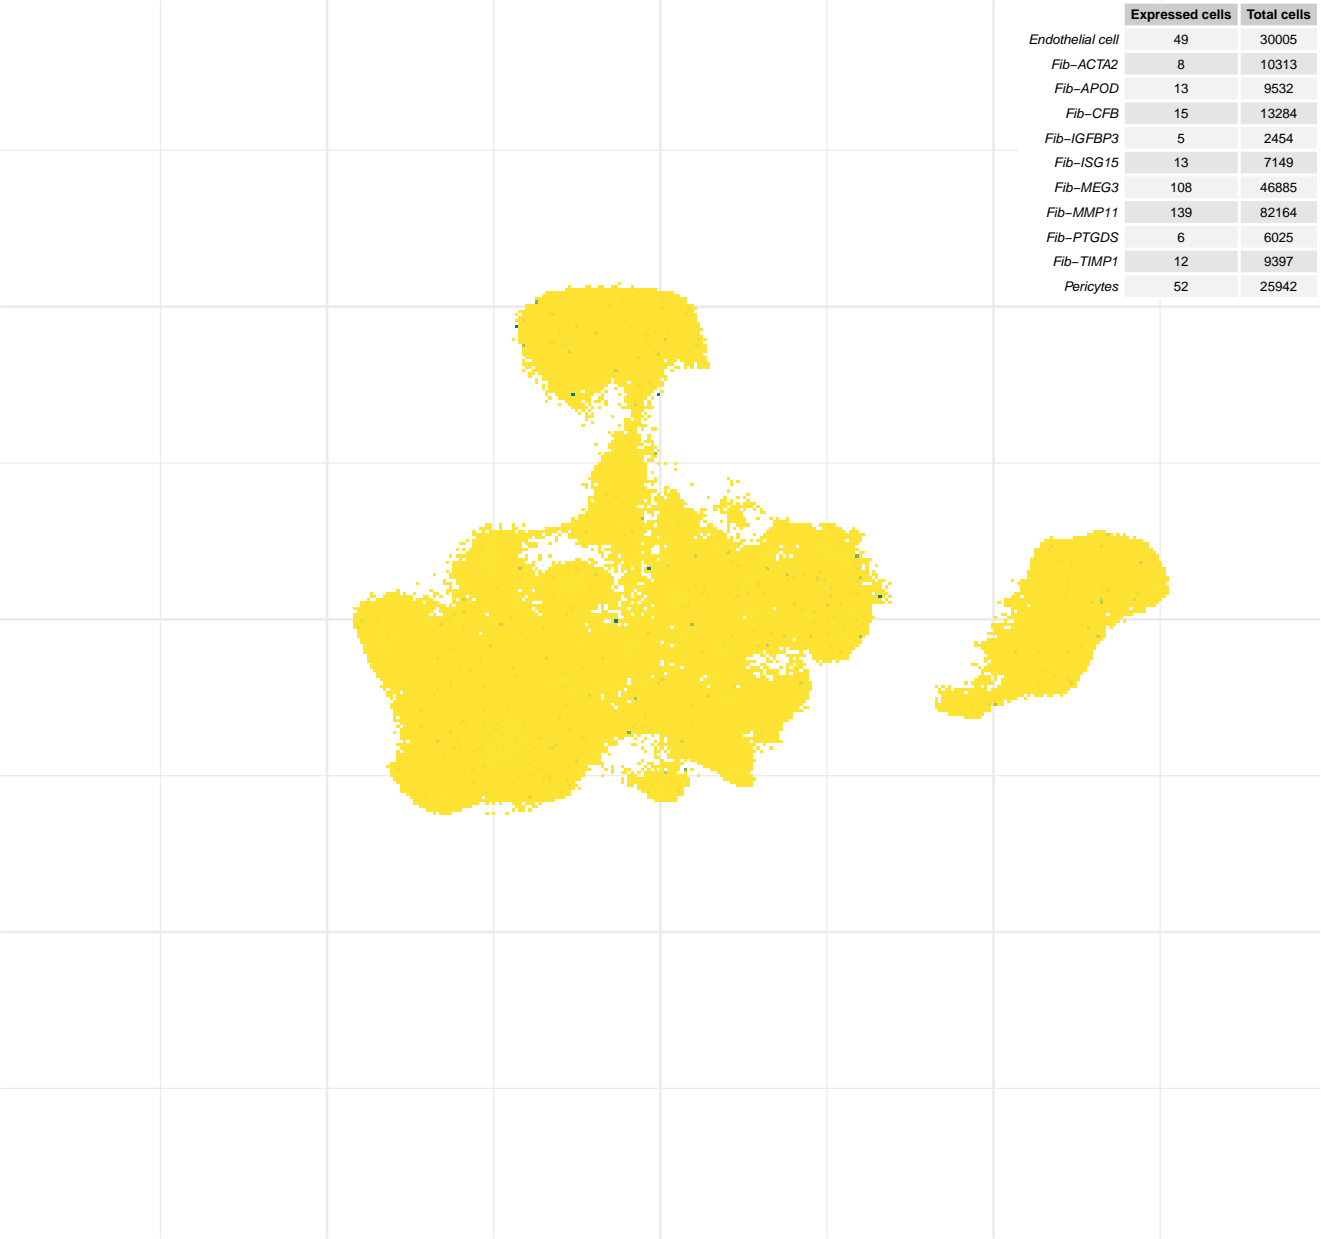 Expressed cells Total cells
Endothelial cell 49 30005
Fib−ACTA2 8 10313
Fib−APOD 13 9532
Fib−CFB 15 13284
Fib−IGFBP3 5 2454
Fib−ISG15 13 7149
Fib−MEG3 108 46885
Fib−MMP11 139 82164
Fib−PTGDS 6 6025
Fib−TIMP1 12 9397
Pericytes 52 25942